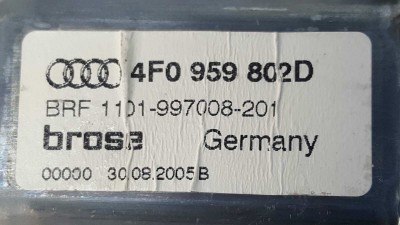 4F0 959 802D
BRF 1101-997008-201
brose Germany
00000 30.08.2005 B